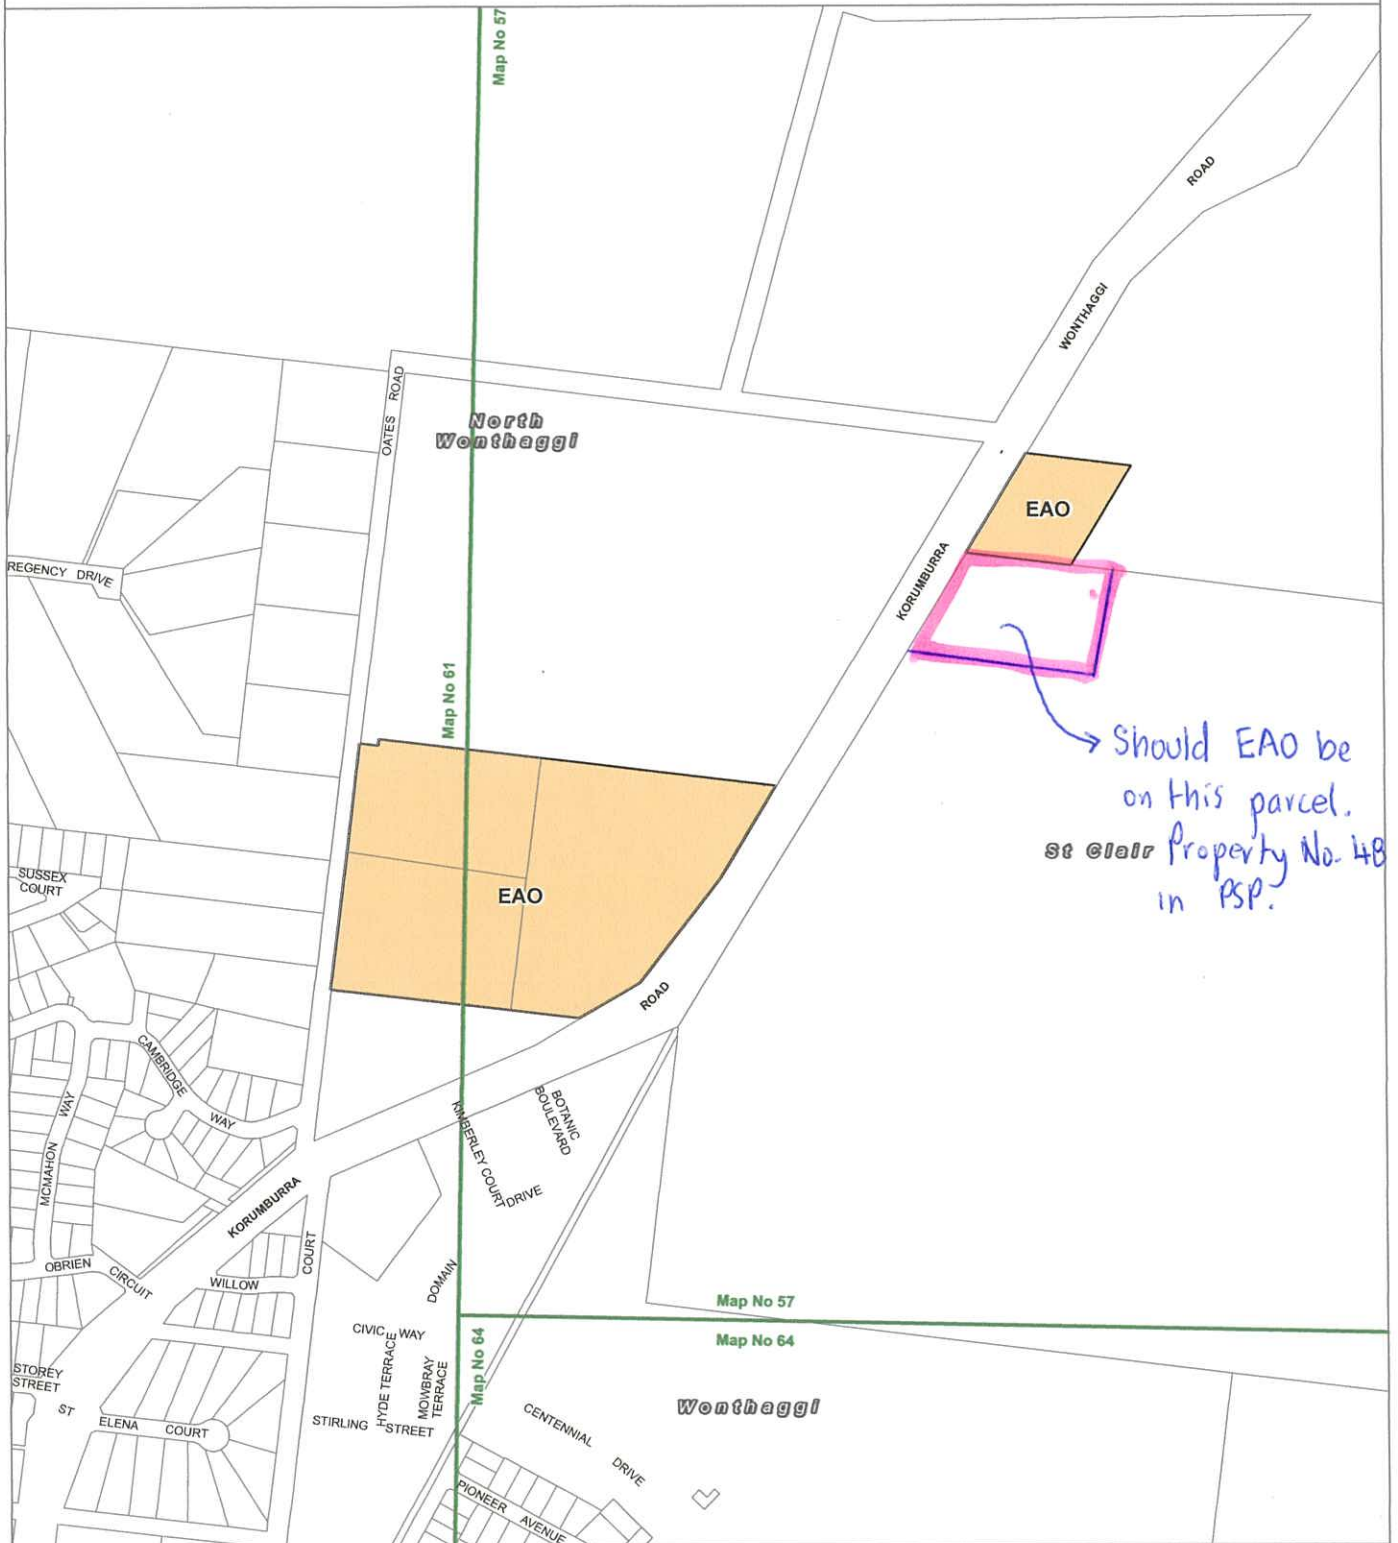 Map No 57
ROAD
WONTHAGGI
OATES ROAD
North
Wonthaggi
EAO
KORUMBURRA
REGENCY DRIVE
Map No 61
Should EAO be
on this parcel.
St Clair Property No. 48
in PSP.
SUSSEX
COURT
EAO
ROAD
CAMBRIDGE
WAY
MCMAHON WAY
BOTANIC
BOULEVARD
KIMBERLEY COURT
DRIVE
KORUMBURRA
COURT
OBRIEN
CIRCUIT
WILLOW
DOMAIN
Map No 57
Map No 64
CIVIC WAY
HYDE TERRACE
MOWBRAY
TERRACE
Map No 64
STOREY
STREET
ST
ELENA COURT
STIRLING STREET
Wonthaggi
CENTENNIAL
DRIVE
PIONEER
AVENUE